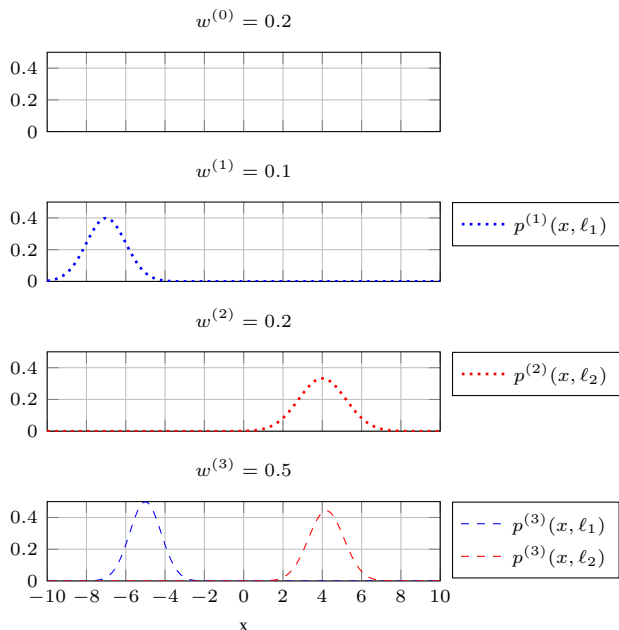 w^{(0)} = 0.2
0.4
0.2
0
w^{(1)} = 0.1
0.4
0.2
0
p^{(1)}(x, ℓ_1)
w^{(2)} = 0.2
0.4
0.2
0
p^{(2)}(x, ℓ_2)
w^{(3)} = 0.5
0.4
0.2
0
−10 −8 −6 −4 −2 0 2 4 6 8 10
x
p^{(3)}(x, ℓ_1)
p^{(3)}(x, ℓ_2)